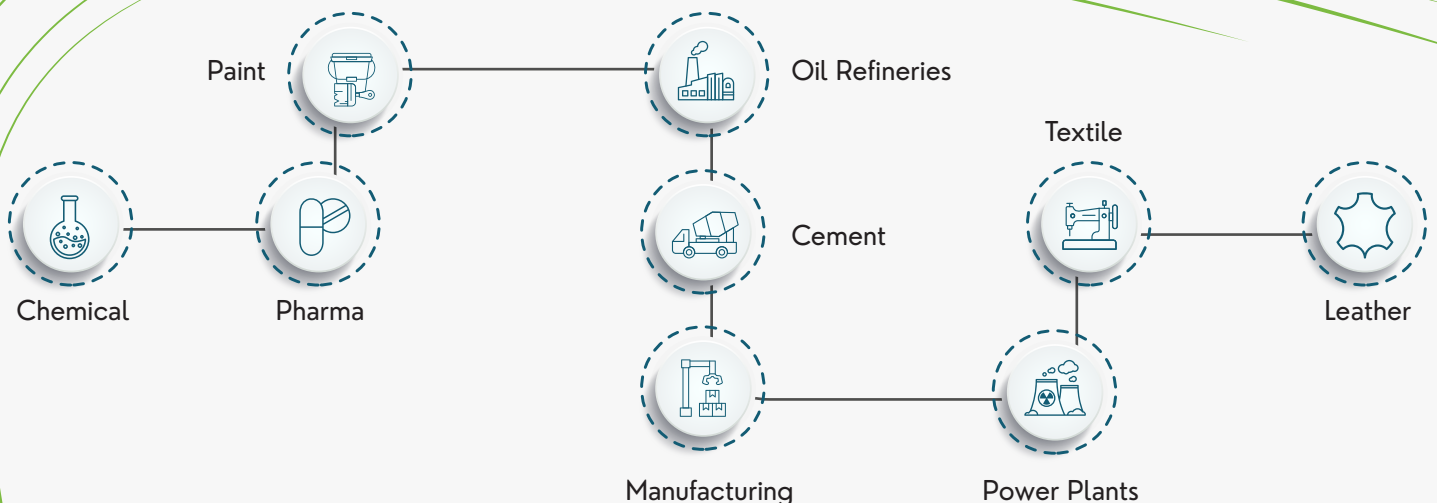 Paint
Oil Refineries
Textile
Cement
Chemical
Pharma
Leather
Manufacturing
Power Plants